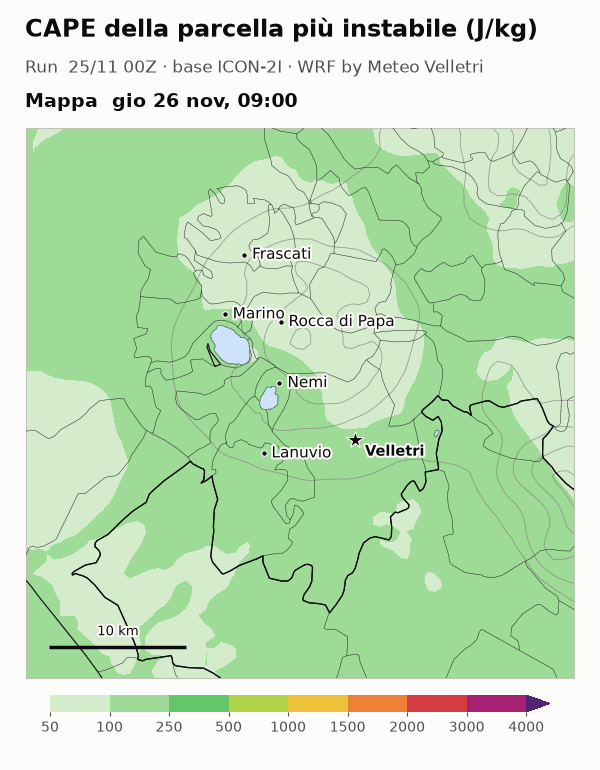 CAPE della parcella più instabile (J/kg)
Run  25/11 00Z · base ICON-2I · WRF by Meteo Velletri
Mappa  gio 26 nov, 09:00
Frascati
Marino
Rocca di Papa
Nemi
Velletri
Lanuvio
10 km
50 100 250 500 1000 1500 2000 3000 4000